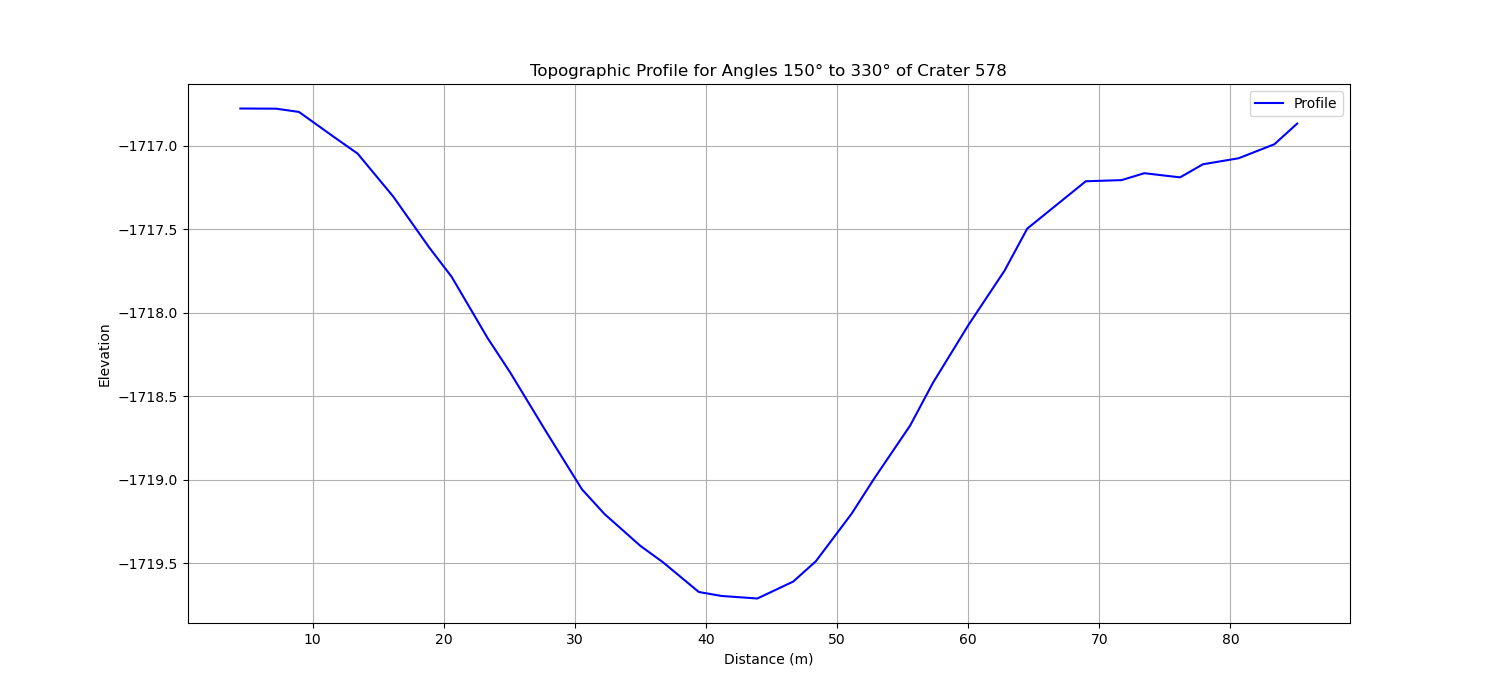 Topographic Profile for Angles 150° to 330° of Crater 578
Profile
−1717.0
−1717.5
−1718.0
−1718.5
−1719.0
−1719.5
Elevation
10 20 30 40 50 60 70 80
Distance (m)